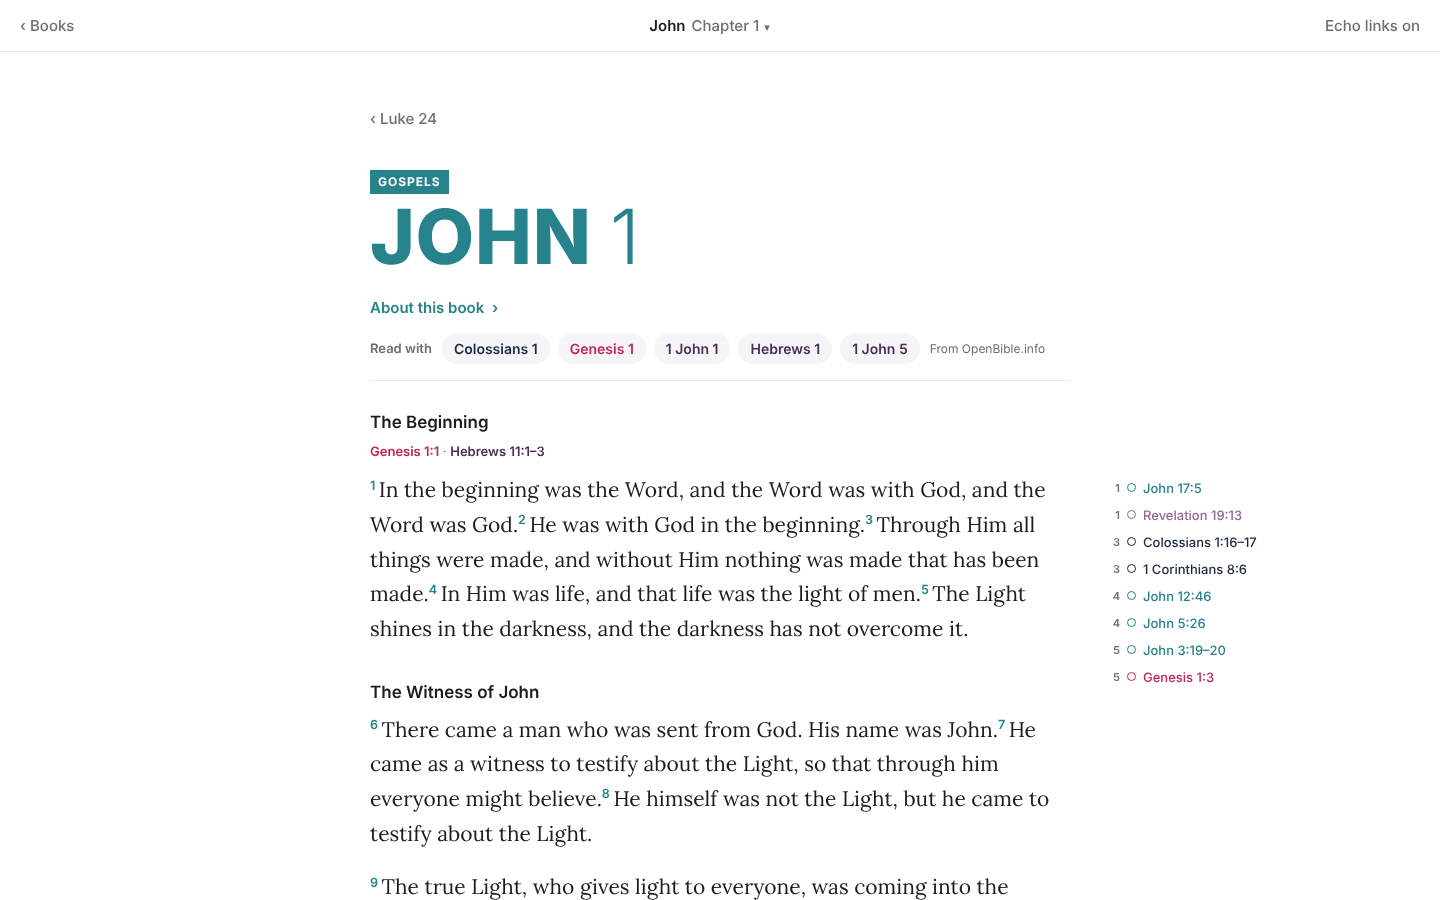 ‹ Books
John Chapter 1 ▾
Echo links on
‹ Luke 24
GOSPELS
JOHN 1
About this book ›
Read with Colossians 1 Genesis 1 1 John 1 Hebrews 1 1 John 5 From OpenBible.info
The Beginning
Genesis 1:1 · Hebrews 11:1–3
1 In the beginning was the Word, and the Word was with God, and the
Word was God. 2 He was with God in the beginning. 3 Through Him all
things were made, and without Him nothing was made that has been
made. 4 In Him was life, and that life was the light of men. 5 The Light
shines in the darkness, and the darkness has not overcome it.
1 John 17:5
1 Revelation 19:13
3 Colossians 1:16–17
3 1 Corinthians 8:6
4 John 12:46
4 John 5:26
5 John 3:19–20
5 Genesis 1:3
The Witness of John
6 There came a man who was sent from God. His name was John. 7 He
came as a witness to testify about the Light, so that through him
everyone might believe. 8 He himself was not the Light, but he came to
testify about the Light.
9 The true Light, who gives light to everyone, was coming into the